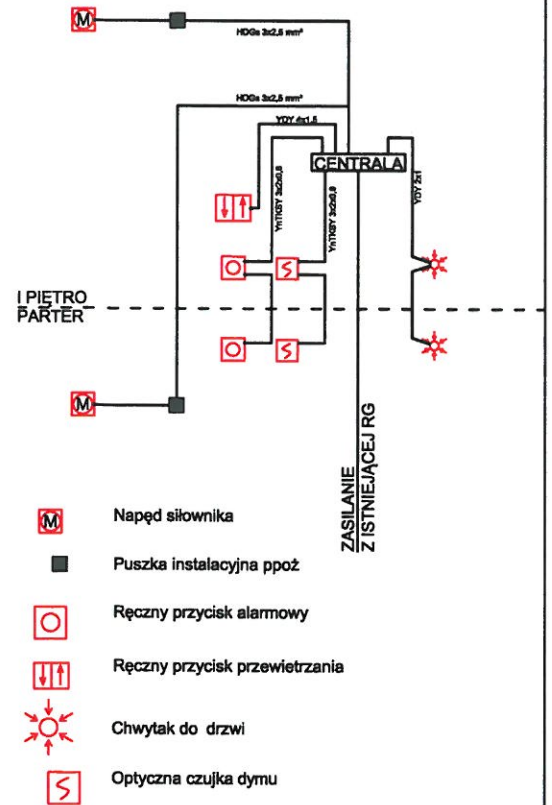 M
HDGs 3x2,5 mm²
HDGs 3x2,5 mm²
YDY 4x1,5
CENTRALA
YnTKSY 3x2x0,8
YnTKSY 3x2x0,8
YDY 2x1
I PIĘTRO
PARTER
M
ZASILANIE
Z ISTNIEJĄCEJ RG
M
Napęd siłownika
Puszka instalacyjna ppoż
Ręczny przycisk alarmowy
Ręczny przycisk przewietrzania
Chwytak do drzwi
Optyczna czujka dymu